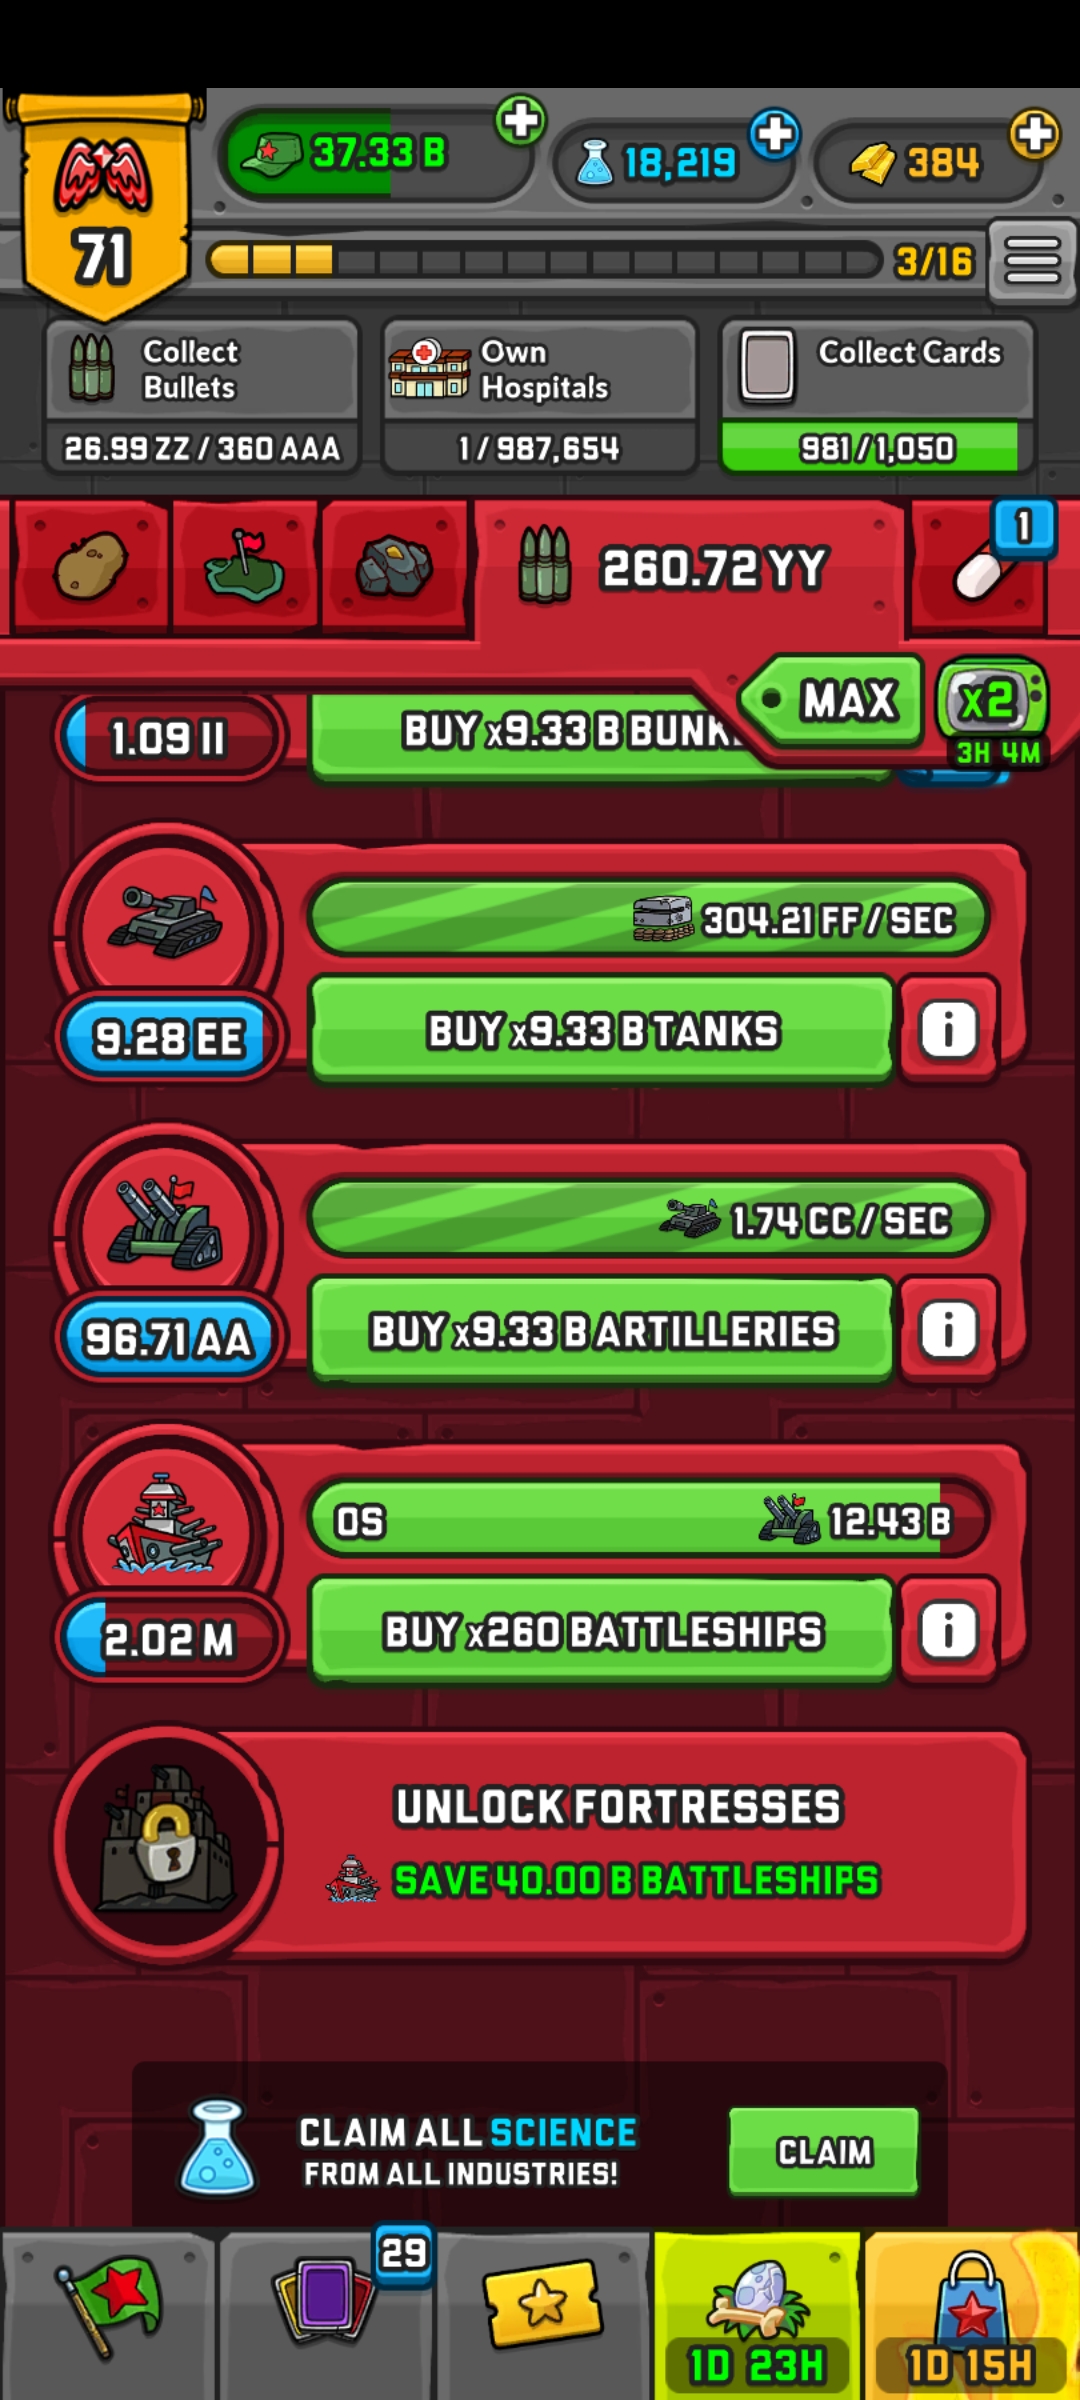 37.33 B
18,219
384
71
3/16
Collect
Bullets
26.99 ZZ / 360 AAA
Own
Hospitals
1 / 987,654
Collect Cards
981 / 1,050
260.72 YY
1
MAX
x2
3H 4M
1.09 II
BUY x9.33 B
304.21 FF / SEC
9.28 EE
BUY x9.33 B TANKS
i
1.74 CC / SEC
96.71 AA
BUY x9.33 B ARTILLERIES
i
0S
12.43 B
2.02 M
BUY x260 BATTLESHIPS
i
UNLOCK FORTRESSES
SAVE 40.00 B BATTLESHIPS
CLAIM ALL SCIENCE
FROM ALL INDUSTRIES!
CLAIM
29
1D 23H
1D 15H